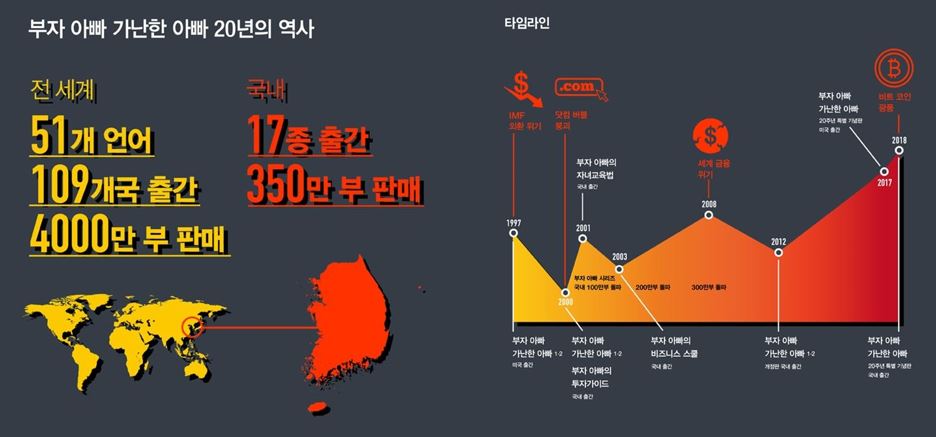 부자 아빠 가난한 아빠 20년의 역사
전 세계
51개 언어
109개국 출간
4000만 부 판매
국내
17종 출간
350만 부 판매
타임라인
$
IMF
외환 위기
.com
닷컴 버블
붕괴
부자 아빠의
자녀교육법
국내 출간
$
세계 금융
위기
부자 아빠
가난한 아빠
20주년 특별 기념판
미국 출간
비트 코인
광풍
1997
2000
2001
2003
2008
2012
2017
2018
부자 아빠 시리즈
국내 100만부 돌파
200만부 돌파
300만부 돌파
부자 아빠
가난한 아빠 1·2
미국 출간
부자 아빠
가난한 아빠 1·2
부자 아빠의
투자가이드
국내 출간
부자 아빠의
비즈니스 스쿨
국내 출간
부자 아빠
가난한 아빠 1·2
개정판 국내 출간
부자 아빠
가난한 아빠
20주년 특별 기념판
국내 출간